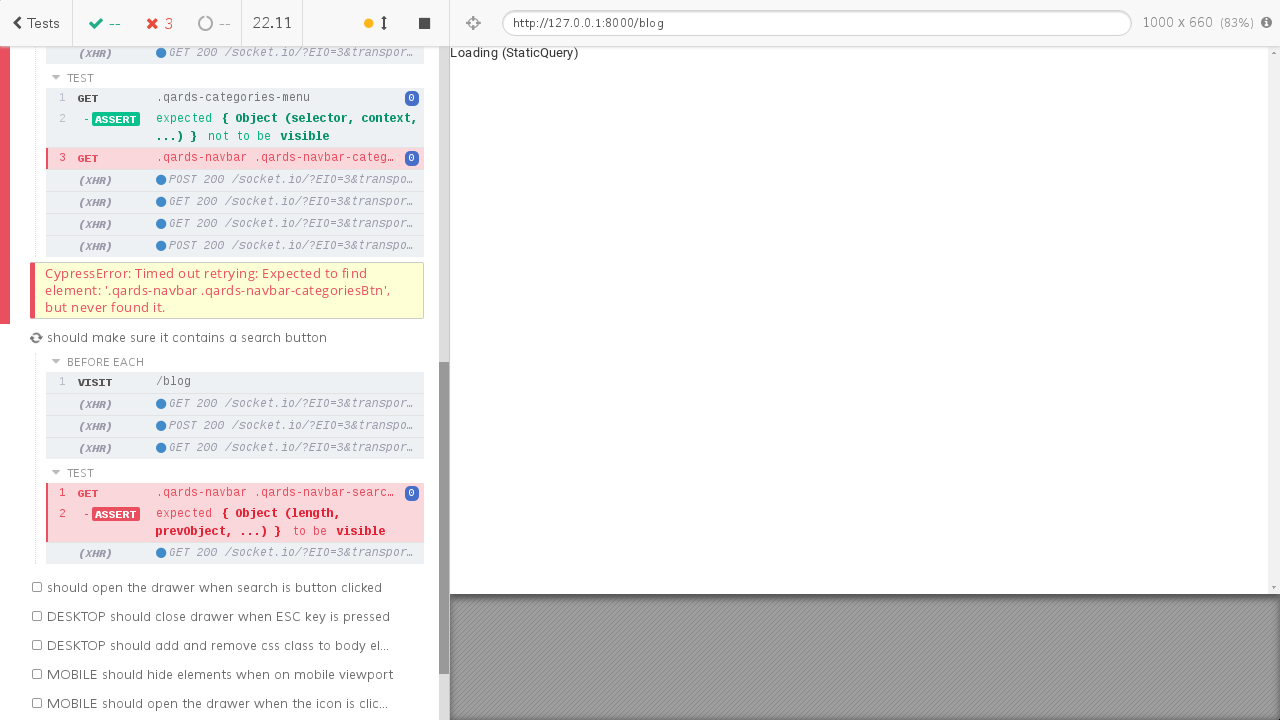 Tests
--
3
--
22.11
http://127.0.0.1:8000/blog
1000 x 660 (83%)
(XHR) GET 200 /socket.io/?EIO=3&transpor…
TEST
1 GET .qards-categories-menu 0
2 - ASSERT expected { Object (selector, context,
…) } not to be visible
3 GET .qards-navbar .qards-navbar-categ… 0
(XHR) POST 200 /socket.io/?EIO=3&transpo…
(XHR) GET 200 /socket.io/?EIO=3&transpor…
(XHR) GET 200 /socket.io/?EIO=3&transpor…
(XHR) POST 200 /socket.io/?EIO=3&transpo…
CypressError: Timed out retrying: Expected to find
element: '.qards-navbar .qards-navbar-categoriesBtn',
but never found it.
should make sure it contains a search button
BEFORE EACH
1 VISIT /blog
(XHR) GET 200 /socket.io/?EIO=3&transpor…
(XHR) POST 200 /socket.io/?EIO=3&transpo…
(XHR) GET 200 /socket.io/?EIO=3&transpor…
TEST
1 GET .qards-navbar .qards-navbar-searc… 0
2 - ASSERT expected { Object (length,
prevObject, ...) } to be visible
(XHR) GET 200 /socket.io/?EIO=3&transpor…
should open the drawer when search is button clicked
DESKTOP should close drawer when ESC key is pressed
DESKTOP should add and remove css class to body el…
MOBILE should hide elements when on mobile viewport
MOBILE should open the drawer when the icon is clic…
Loading (StaticQuery)